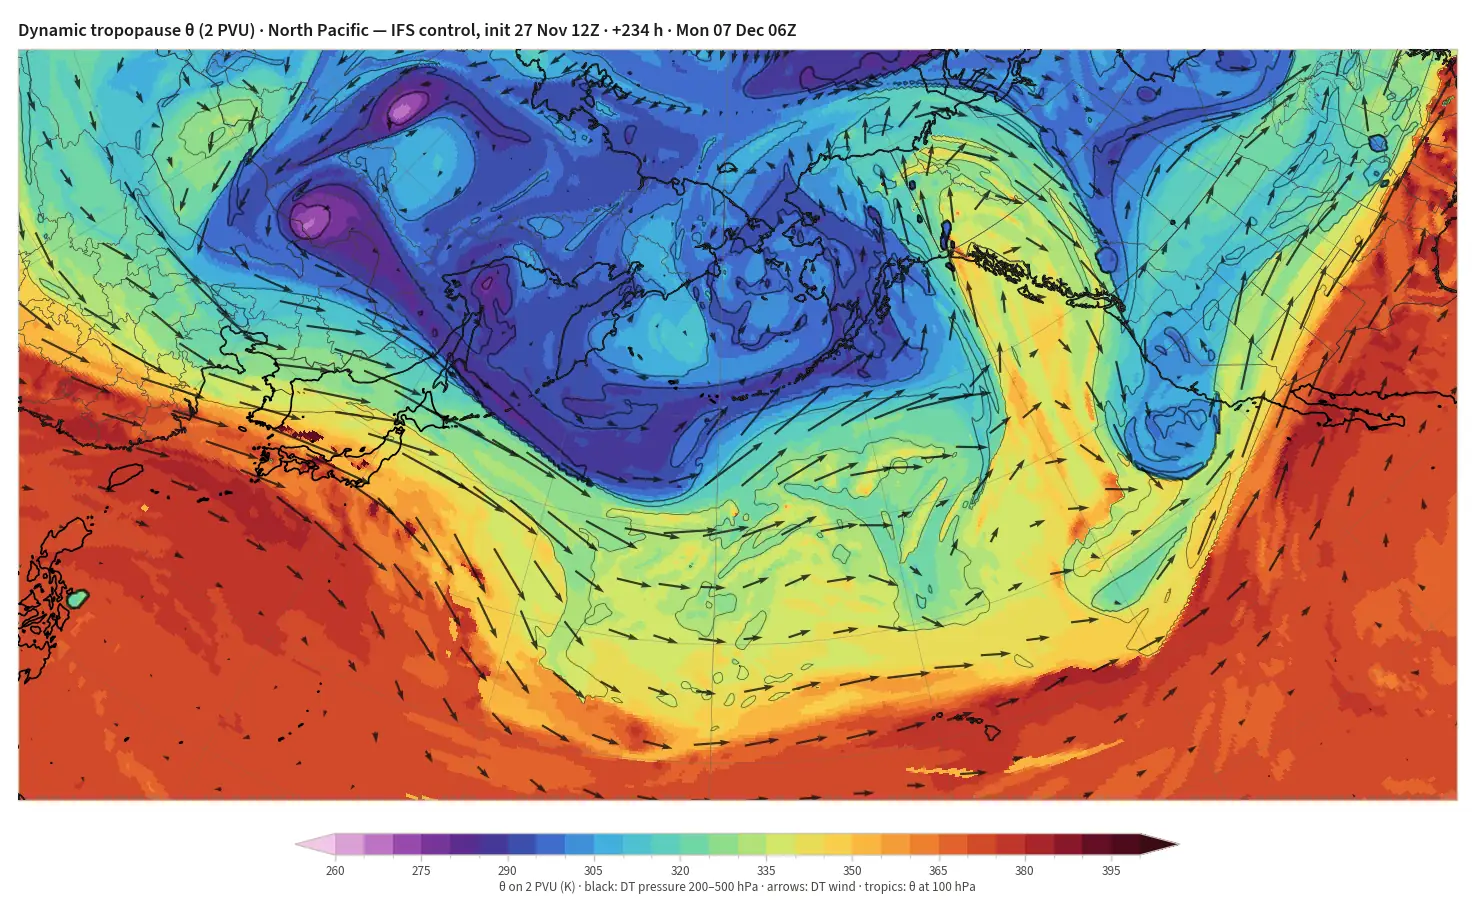 Dynamic tropopause θ (2 PVU) · North Pacific — IFS control, init 27 Nov 12Z · +234 h · Mon 07 Dec 06Z
260 275 290 305 320 335 350 365 380 395
θ on 2 PVU (K) · black: DT pressure 200–500 hPa · arrows: DT wind · tropics: θ at 100 hPa